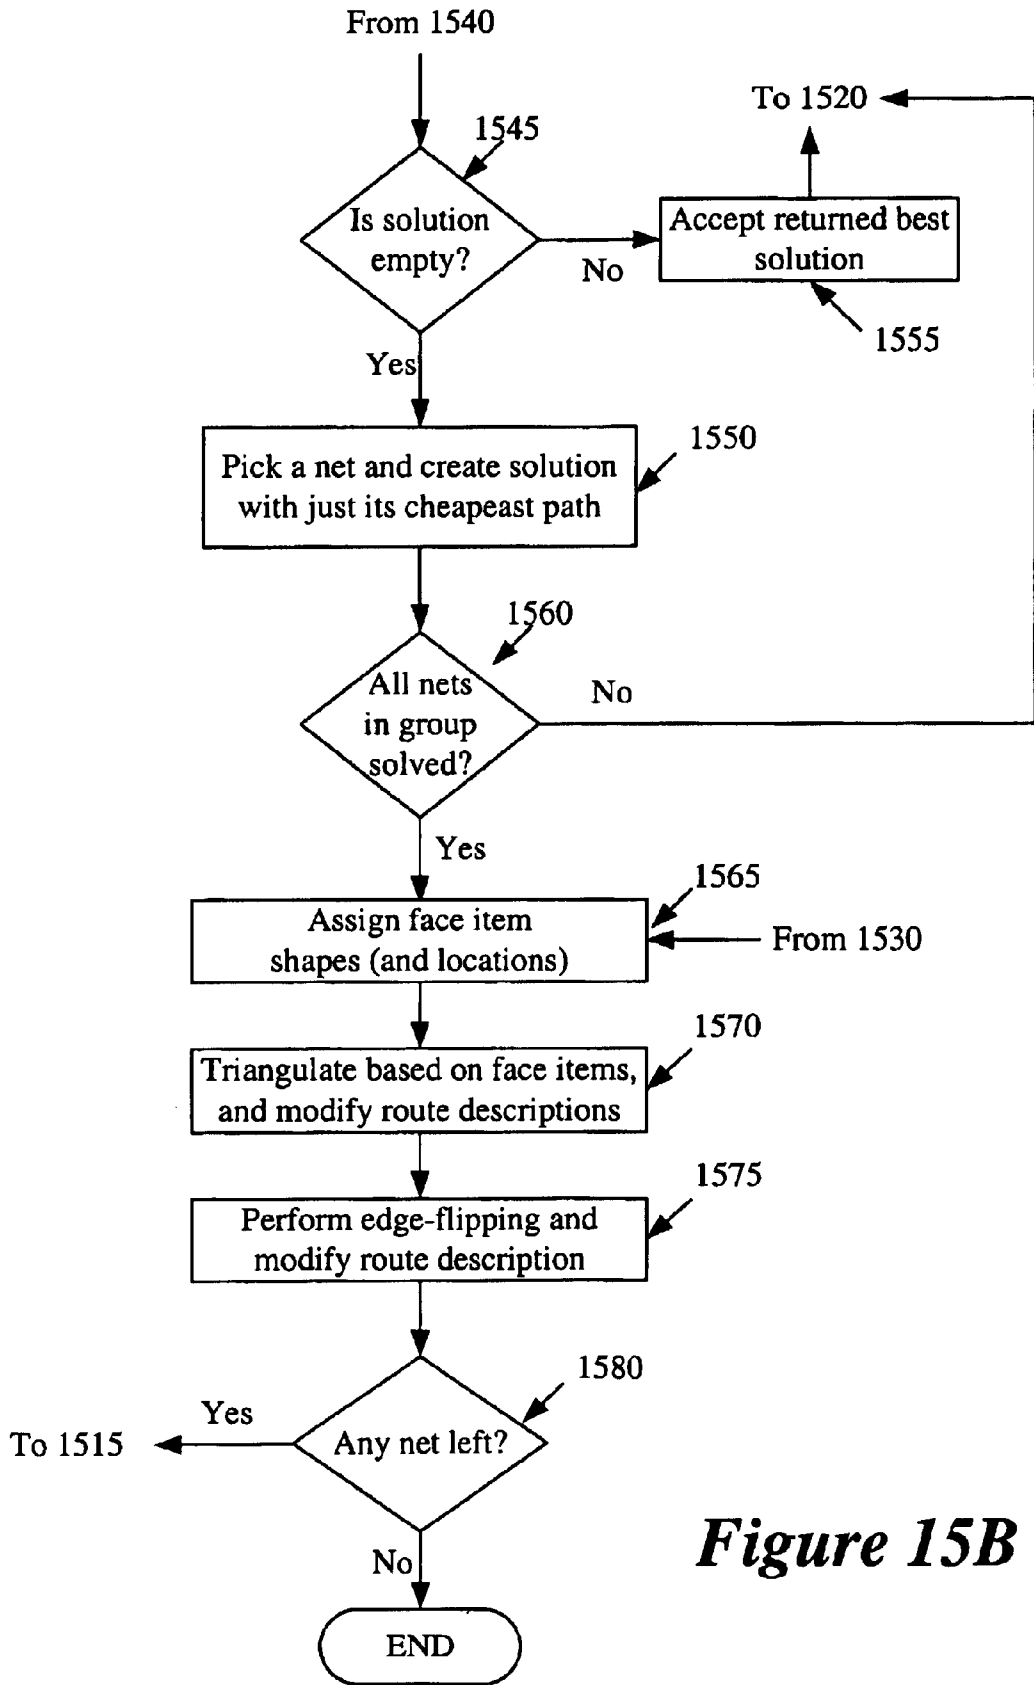 From 1540
To 1520
1545
Is solution
empty?
Accept returned best
solution
No
1555
Yes
1550
Pick a net and create solution
with just its cheapeast path
1560
All nets
in group
solved?
No
Yes
1565
Assign face item
shapes (and locations)
From 1530
1570
Triangulate based on face items,
and modify route descriptions
1575
Perform edge-flipping and
modify route description
1580
Yes
To 1515
Any net left?
No
END
Figure 15B